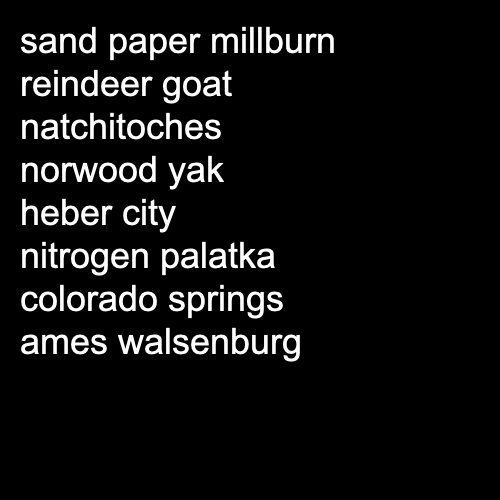 sand paper millburn
reindeer goat
natchitoches
norwood yak
heber city
nitrogen palatka
colorado springs
ames walsenburg